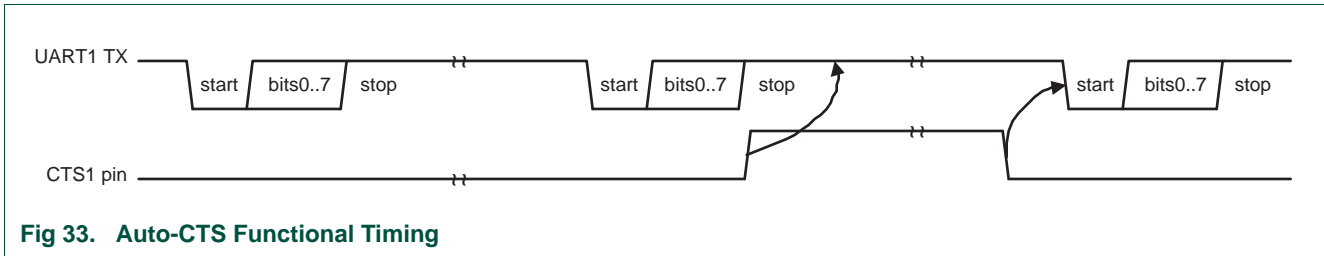 UART1 TX
start bits0..7 stop start bits0..7 stop start bits0..7 stop
CTS1 pin
Fig 33. Auto-CTS Functional Timing